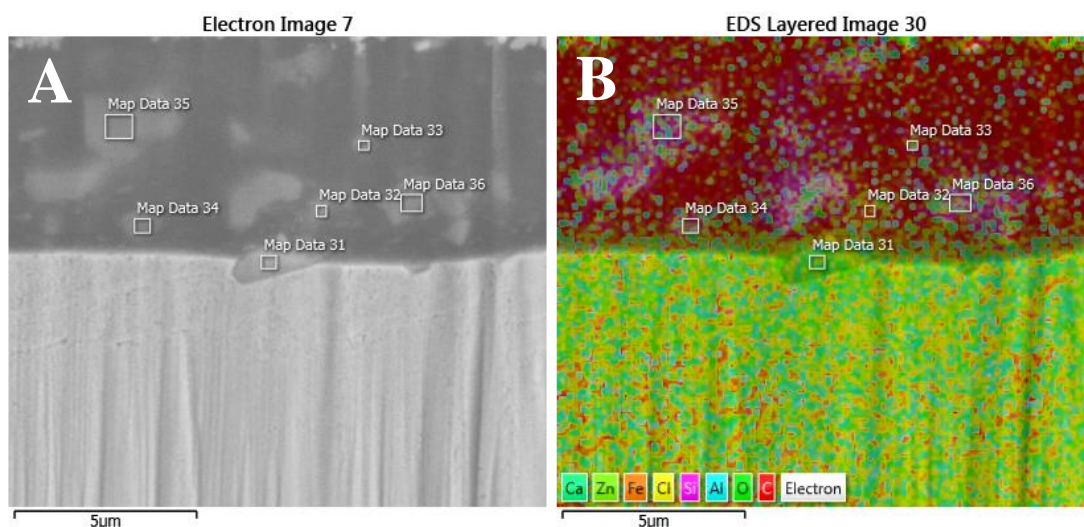 Electron Image 7
A
Map Data 35
Map Data 33
Map Data 32
Map Data 36
Map Data 34
Map Data 31
5µm
EDS Layered Image 30
B
Map Data 35
Map Data 33
Map Data 32
Map Data 36
Map Data 34
Map Data 31
Ca Zn Fe Cl Si Al O C Electron
5µm